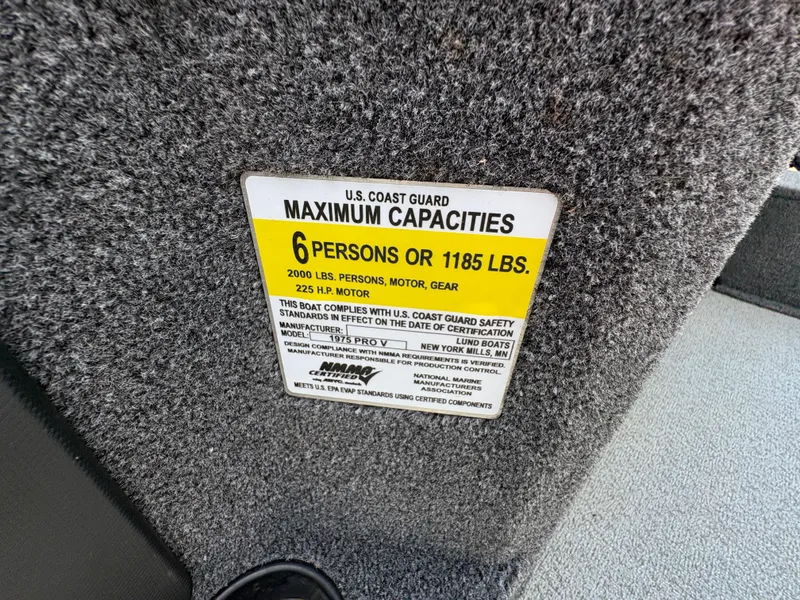 U.S. COAST GUARD
MAXIMUM CAPACITIES
6 PERSONS OR 1185 LBS.
2000 LBS. PERSONS, MOTOR, GEAR
225 H.P. MOTOR
THIS BOAT COMPLIES WITH U.S. COAST GUARD SAFETY
STANDARDS IN EFFECT ON THE DATE OF CERTIFICATION
MANUFACTURER: LUND BOATS
MODEL: 1975 PRO V NEW YORK MILLS, MN
DESIGN COMPLIANCE WITH NMMA REQUIREMENTS IS VERIFIED.
MANUFACTURER RESPONSIBLE FOR PRODUCTION CONTROL.
NMMA
CERTIFIED
NATIONAL MARINE
MANUFACTURERS
ASSOCIATION
MEETS U.S. EPA EVAP STANDARDS USING CERTIFIED COMPONENTS